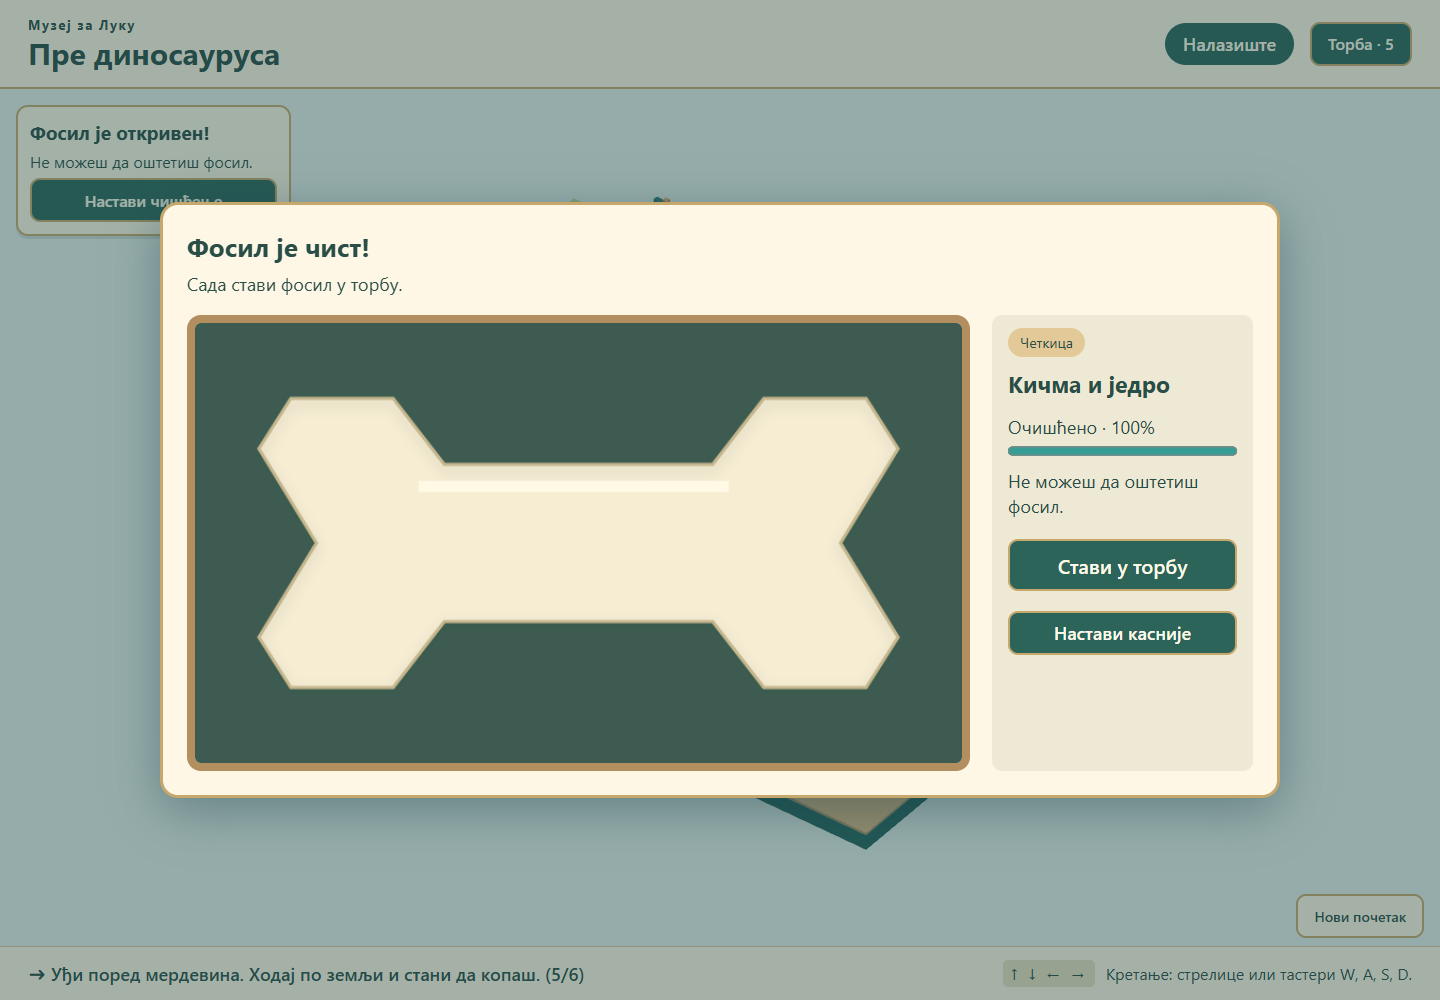 Музеј за Луку
Пре диносауруса
Налазиште
Торба · 5
Фосил је откривен!
Не можеш да оштетиш фосил.
Настави чишћење
Фосил је чист!
Сада стави фосил у торбу.
Четкица
Кичма и једро
Очишћено · 100%
Не можеш да оштетиш
фосил.
Стави у торбу
Настави касније
Нови почетак
→ Уђи поред мердевина. Ходај по земљи и стани да копаш. (5/6)
↑ ↓ ← → Кретање: стрелице или тастери W, A, S, D.